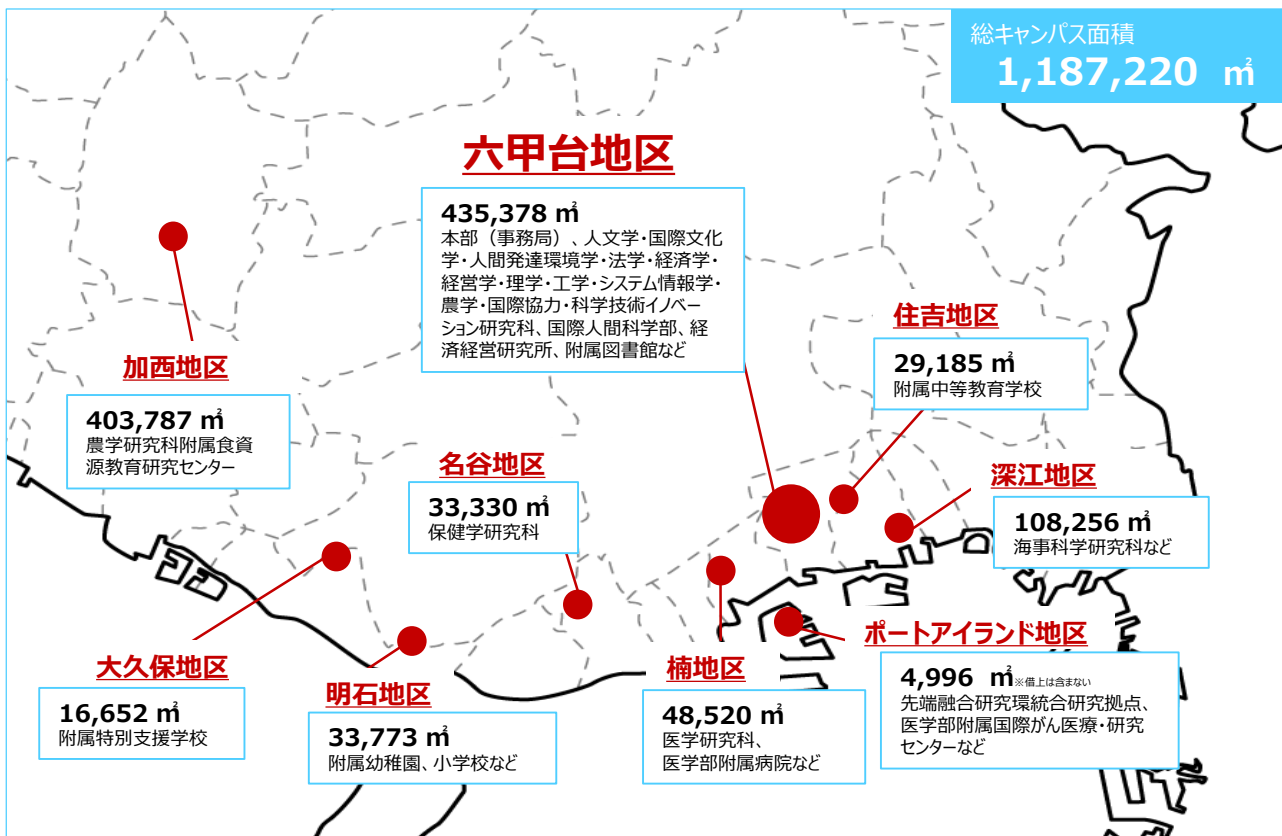 総キャンパス面積
1,187,220 ㎡
六甲台地区
435,378 ㎡
本部（事務局）、人文学・国際文化
学・人間発達環境学・法学・経済学・
経営学・理学・工学・システム情報学・
農学・国際協力・科学技術イノベー
ション研究科、国際人間科学部、経
済経営研究所、附属図書館など
住吉地区
29,185 ㎡
附属中等教育学校
加西地区
403,787 ㎡
農学研究科附属食資
源教育研究センター
名谷地区
33,330 ㎡
保健学研究科
深江地区
108,256 ㎡
海事科学研究科など
大久保地区
16,652 ㎡
附属特別支援学校
明石地区
33,773 ㎡
附属幼稚園、小学校など
楠地区
48,520 ㎡
医学研究科、
医学部附属病院など
ポートアイランド地区
4,996 ㎡※借上は含まない
先端融合研究環統合研究拠点、
医学部附属国際がん医療・研究
センターなど